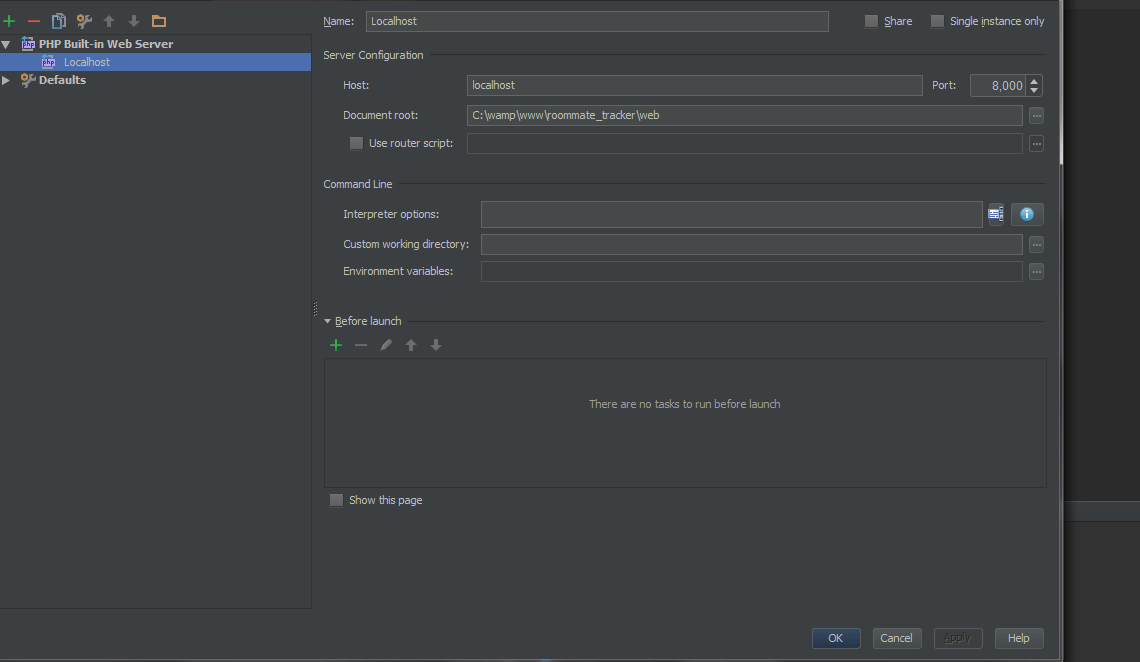 Name: Localhost Share Single instance only
PHP Built-in Web Server
Localhost
Defaults
Server Configuration
Host: localhost Port: 8,000
Document root: C:\wamp\www\roommate_tracker\web ...
Use router script: ...
Command Line
Interpreter options:
Custom working directory: ...
Environment variables: ...
Before launch
There are no tasks to run before launch
Show this page
OK Cancel Apply Help